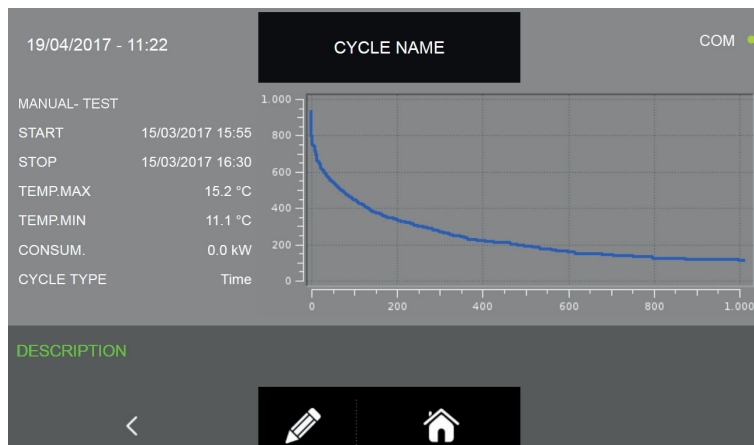 19/04/2017 - 11:22
CYCLE NAME
COM
MANUAL- TEST
START 15/03/2017 15:55
STOP 15/03/2017 16:30
TEMP.MAX 15.2 °C
TEMP.MIN 11.1 °C
CONSUM. 0.0 kW
CYCLE TYPE Time
1.000
800
600
400
200
0
0 200 400 600 800 1.000
DESCRIPTION